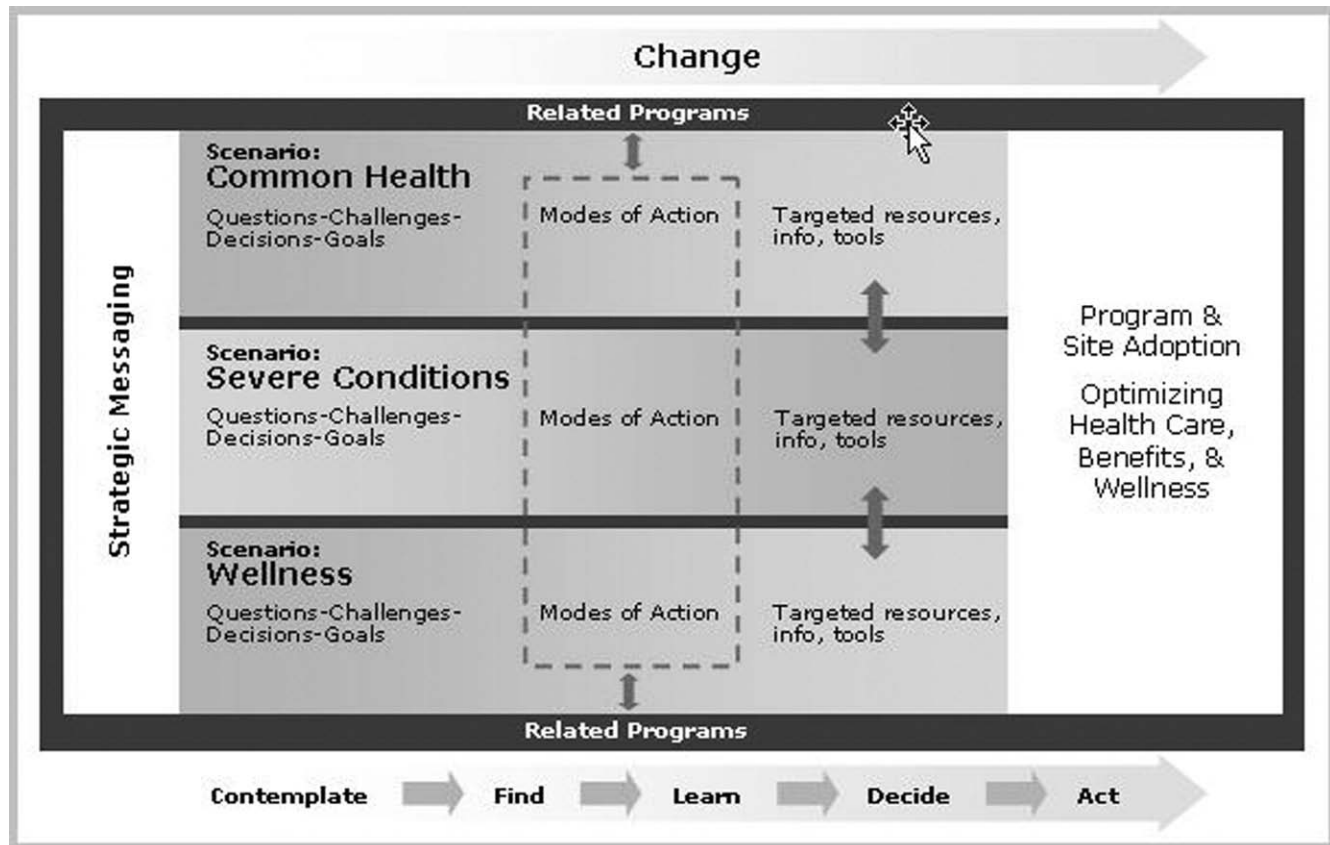 Change
Related Programs
Strategic Messaging
Scenario:
Common Health
Questions-Challenges-
Decisions-Goals
Modes of Action
Targeted resources,
info, tools
Scenario:
Severe Conditions
Questions-Challenges-
Decisions-Goals
Modes of Action
Targeted resources,
info, tools
Scenario:
Wellness
Questions-Challenges-
Decisions-Goals
Modes of Action
Targeted resources,
info, tools
Program &
Site Adoption
Optimizing
Health Care,
Benefits, &
Wellness
Related Programs
Contemplate Find Learn Decide Act